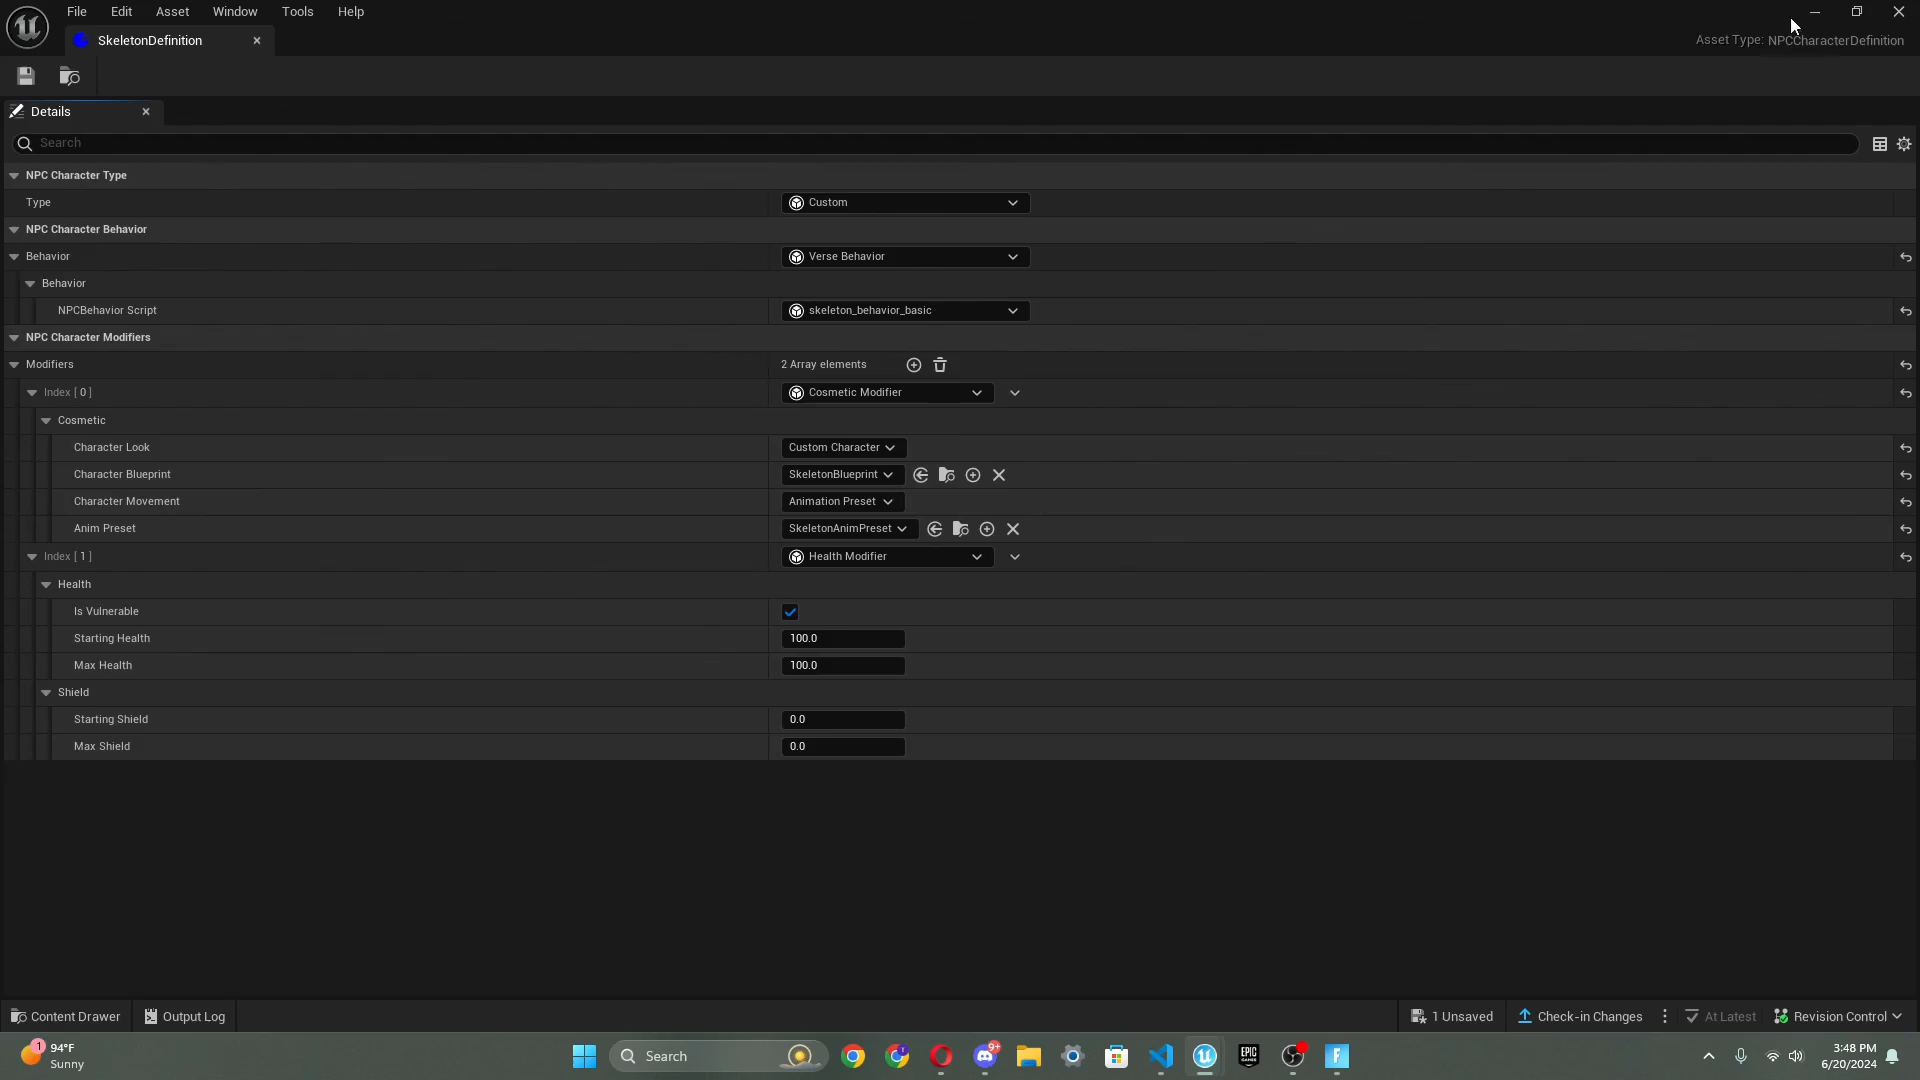 File Edit Asset Window Tools Help
SkeletonDefinition
Asset Type: NPCCharacterDefinition
Details
Search
NPC Character Type
Type Custom
NPC Character Behavior
Behavior Verse Behavior
Behavior
NPCBehavior Script skeleton_behavior_basic
NPC Character Modifiers
Modifiers 2 Array elements
Index [ 0 ] Cosmetic Modifier
Cosmetic
Character Look Custom Character
Character Blueprint SkeletonBlueprint
Character Movement Animation Preset
Anim Preset SkeletonAnimPreset
Index [ 1 ] Health Modifier
Health
Is Vulnerable
Starting Health 100.0
Max Health 100.0
Shield
Starting Shield 0.0
Max Shield 0.0
Content Drawer Output Log 1 Unsaved Check-in Changes At Latest Revision Control
1 94°F
Sunny
Search
9+
EPIC GAMES
3:48 PM
6/20/2024